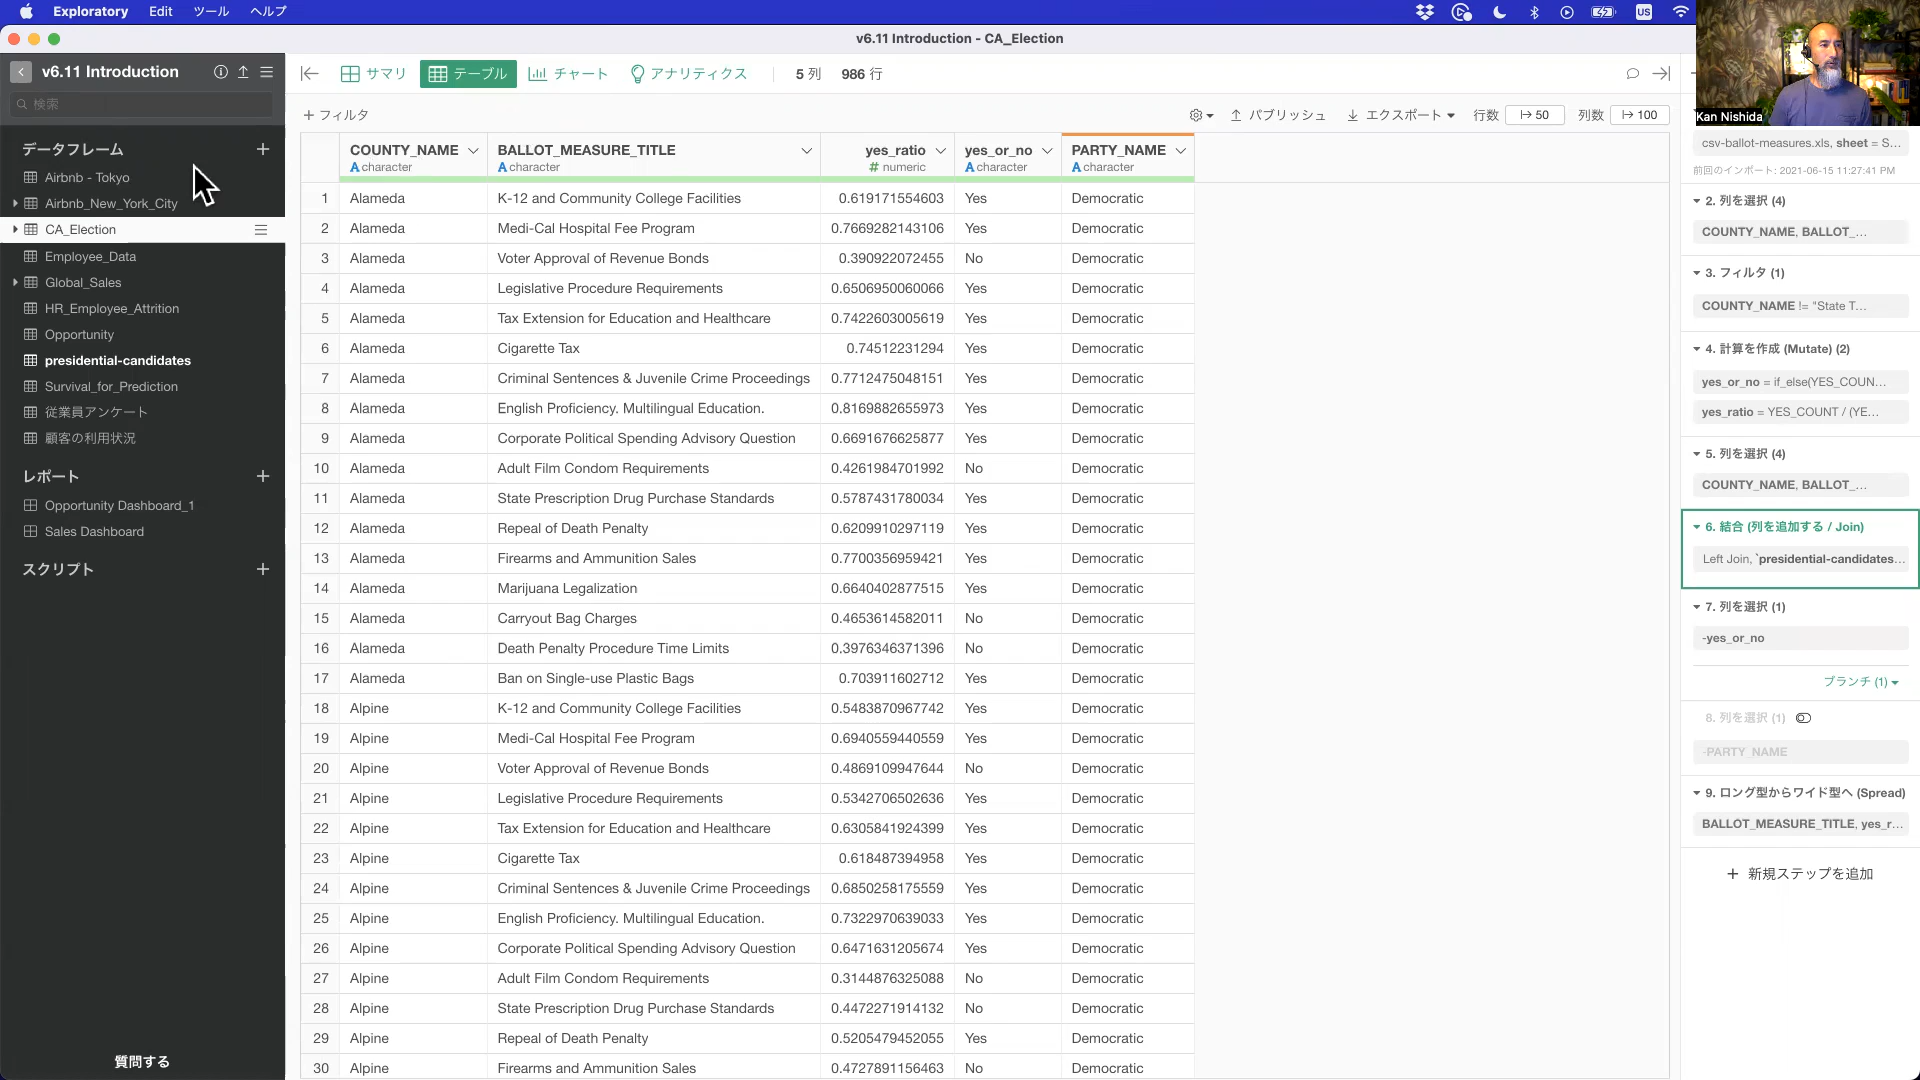 Exploratory Edit ツール ヘルプ US
v6.11 Introduction - CA_Election
v6.11 Introduction
検索
データフレーム
Airbnb - Tokyo
Airbnb_New_York_City
CA_Election
Employee_Data
Global_Sales
HR_Employee_Attrition
Opportunity
presidential-candidates
Survival_for_Prediction
従業員アンケート
顧客の利用状況
レポート
Opportunity Dashboard_1
Sales Dashboard
スクリプト
質問する
サマリ テーブル チャート アナリティクス 5 列 986 行
+ フィルタ パブリッシュ エクスポート 行数 50 列数 100
COUNTY_NAME BALLOT_MEASURE_TITLE yes_ratio yes_or_no PARTY_NAME
A character A character # numeric A character A character
1 Alameda K-12 and Community College Facilities 0.619171554603 Yes Democratic
2 Alameda Medi-Cal Hospital Fee Program 0.7669282143106 Yes Democratic
3 Alameda Voter Approval of Revenue Bonds 0.390922072455 No Democratic
4 Alameda Legislative Procedure Requirements 0.6506950060066 Yes Democratic
5 Alameda Tax Extension for Education and Healthcare 0.7422603005619 Yes Democratic
6 Alameda Cigarette Tax 0.74512231294 Yes Democratic
7 Alameda Criminal Sentences & Juvenile Crime Proceedings 0.7712475048151 Yes Democratic
8 Alameda English Proficiency. Multilingual Education. 0.8169882655973 Yes Democratic
9 Alameda Corporate Political Spending Advisory Question 0.6691676625877 Yes Democratic
10 Alameda Adult Film Condom Requirements 0.4261984701992 No Democratic
11 Alameda State Prescription Drug Purchase Standards 0.5787431780034 Yes Democratic
12 Alameda Repeal of Death Penalty 0.6209910297119 Yes Democratic
13 Alameda Firearms and Ammunition Sales 0.7700356959421 Yes Democratic
14 Alameda Marijuana Legalization 0.6640402877515 Yes Democratic
15 Alameda Carryout Bag Charges 0.4653614582011 No Democratic
16 Alameda Death Penalty Procedure Time Limits 0.3976346371396 No Democratic
17 Alameda Ban on Single-use Plastic Bags 0.703911602712 Yes Democratic
18 Alpine K-12 and Community College Facilities 0.5483870967742 Yes Democratic
19 Alpine Medi-Cal Hospital Fee Program 0.6940559440559 Yes Democratic
20 Alpine Voter Approval of Revenue Bonds 0.4869109947644 No Democratic
21 Alpine Legislative Procedure Requirements 0.5342706502636 Yes Democratic
22 Alpine Tax Extension for Education and Healthcare 0.6305841924399 Yes Democratic
23 Alpine Cigarette Tax 0.618487394958 Yes Democratic
24 Alpine Criminal Sentences & Juvenile Crime Proceedings 0.6850258175559 Yes Democratic
25 Alpine English Proficiency. Multilingual Education. 0.7322970639033 Yes Democratic
26 Alpine Corporate Political Spending Advisory Question 0.6471631205674 Yes Democratic
27 Alpine Adult Film Condom Requirements 0.3144876325088 No Democratic
28 Alpine State Prescription Drug Purchase Standards 0.4472271914132 No Democratic
29 Alpine Repeal of Death Penalty 0.5205479452055 Yes Democratic
30 Alpine Firearms and Ammunition Sales 0.4727891156463 No Democratic
Kan Nishida
csv-ballot-measures.xls, sheet = S...
前回のインポート: 2021-06-15 11:27:41 PM
2. 列を選択 (4)
COUNTY_NAME, BALLOT_...
3. フィルタ (1)
COUNTY_NAME != "State T...
4. 計算を作成 (Mutate) (2)
yes_or_no = if_else(YES_COUN...
yes_ratio = YES_COUNT / (YE...
5. 列を選択 (4)
COUNTY_NAME, BALLOT_...
6. 結合 (列を追加する / Join)
Left Join, `presidential-candidates...
7. 列を選択 (1)
-yes_or_no
ブランチ (1)
8. 列を選択 (1)
-PARTY_NAME
9. ロング型からワイド型へ (Spread)
BALLOT_MEASURE_TITLE, yes_r...
+ 新規ステップを追加